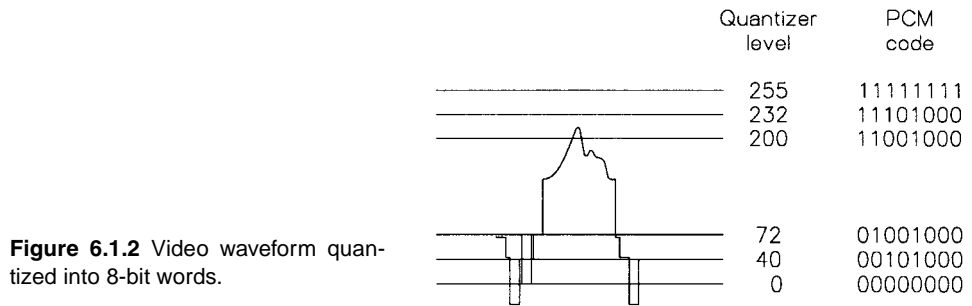 Quantizer level PCM code
255 11111111
232 11101000
200 11001000
72 01001000
40 00101000
0 00000000
Figure 6.1.2 Video waveform quan-
tized into 8-bit words.